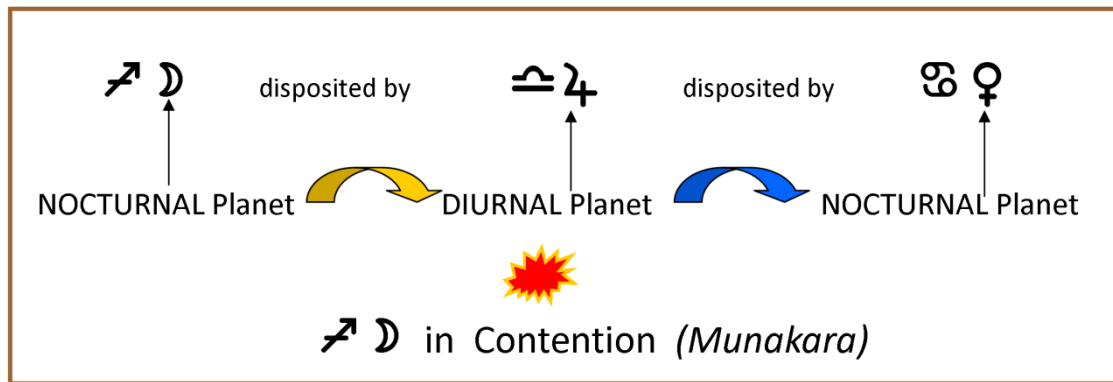 ♐ ☽ disposited by ♎ ♃ disposited by ♋ ♀
NOCTURNAL Planet DIURNAL Planet NOCTURNAL Planet
♐ ☽ in Contention (Munakara)